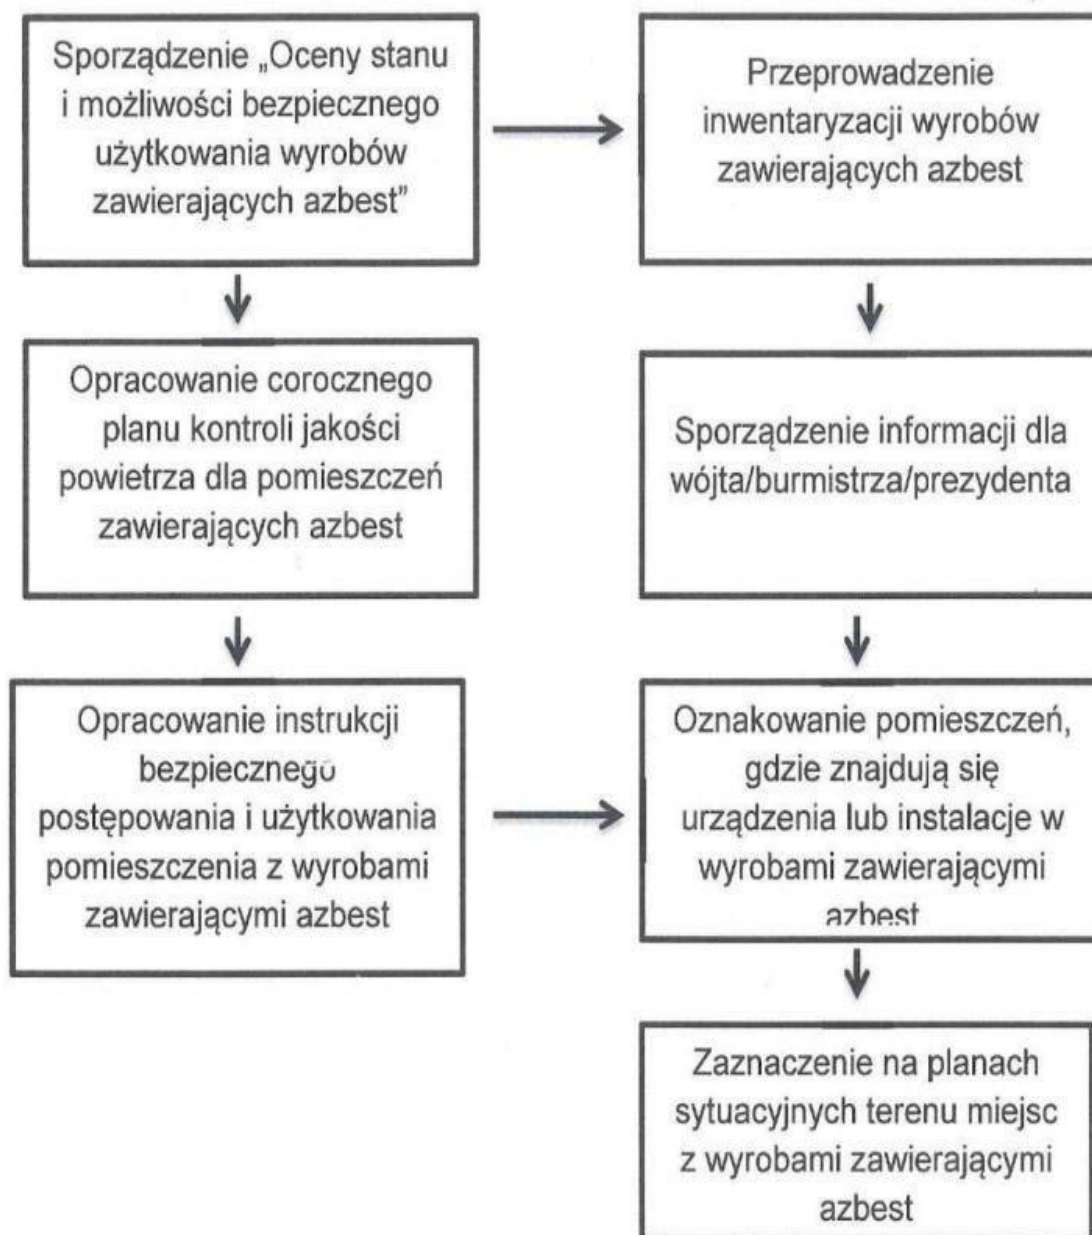 Sporządzenie „Oceny stanu
i możliwości bezpiecznego
użytkowania wyrobów
zawierających azbest”
Przeprowadzenie
inwentaryzacji wyrobów
zawierających azbest
Opracowanie corocznego
planu kontroli jakości
powietrza dla pomieszczeń
zawierających azbest
Sporządzenie informacji dla
wójta/burmistrza/prezydenta
Opracowanie instrukcji
bezpiecznego
postępowania i użytkowania
pomieszczenia z wyrobami
zawierającymi azbest
Oznakowanie pomieszczeń,
gdzie znajdują się
urządzenia lub instalacje w
wyrobami zawierającymi
azbest
Zaznaczenie na planach
sytuacyjnych terenu miejsc
z wyrobami zawierającymi
azbest